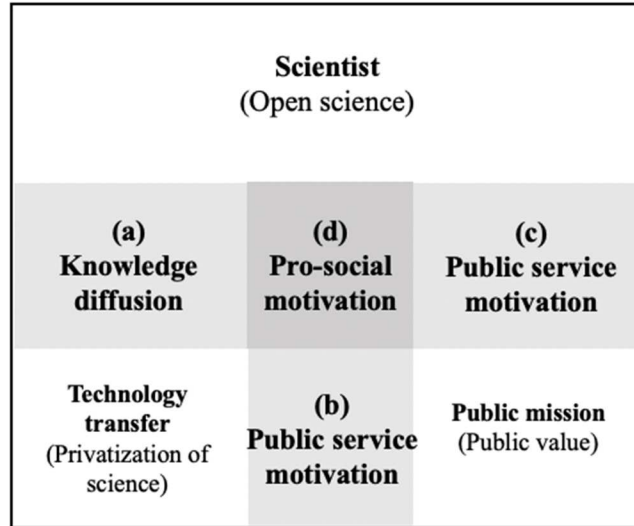 Scientist
(Open science)
(a)
Knowledge
diffusion
(d)
Pro-social
motivation
(c)
Public service
motivation
Technology
transfer
(Privatization of
science)
(b)
Public service
motivation
Public mission
(Public value)